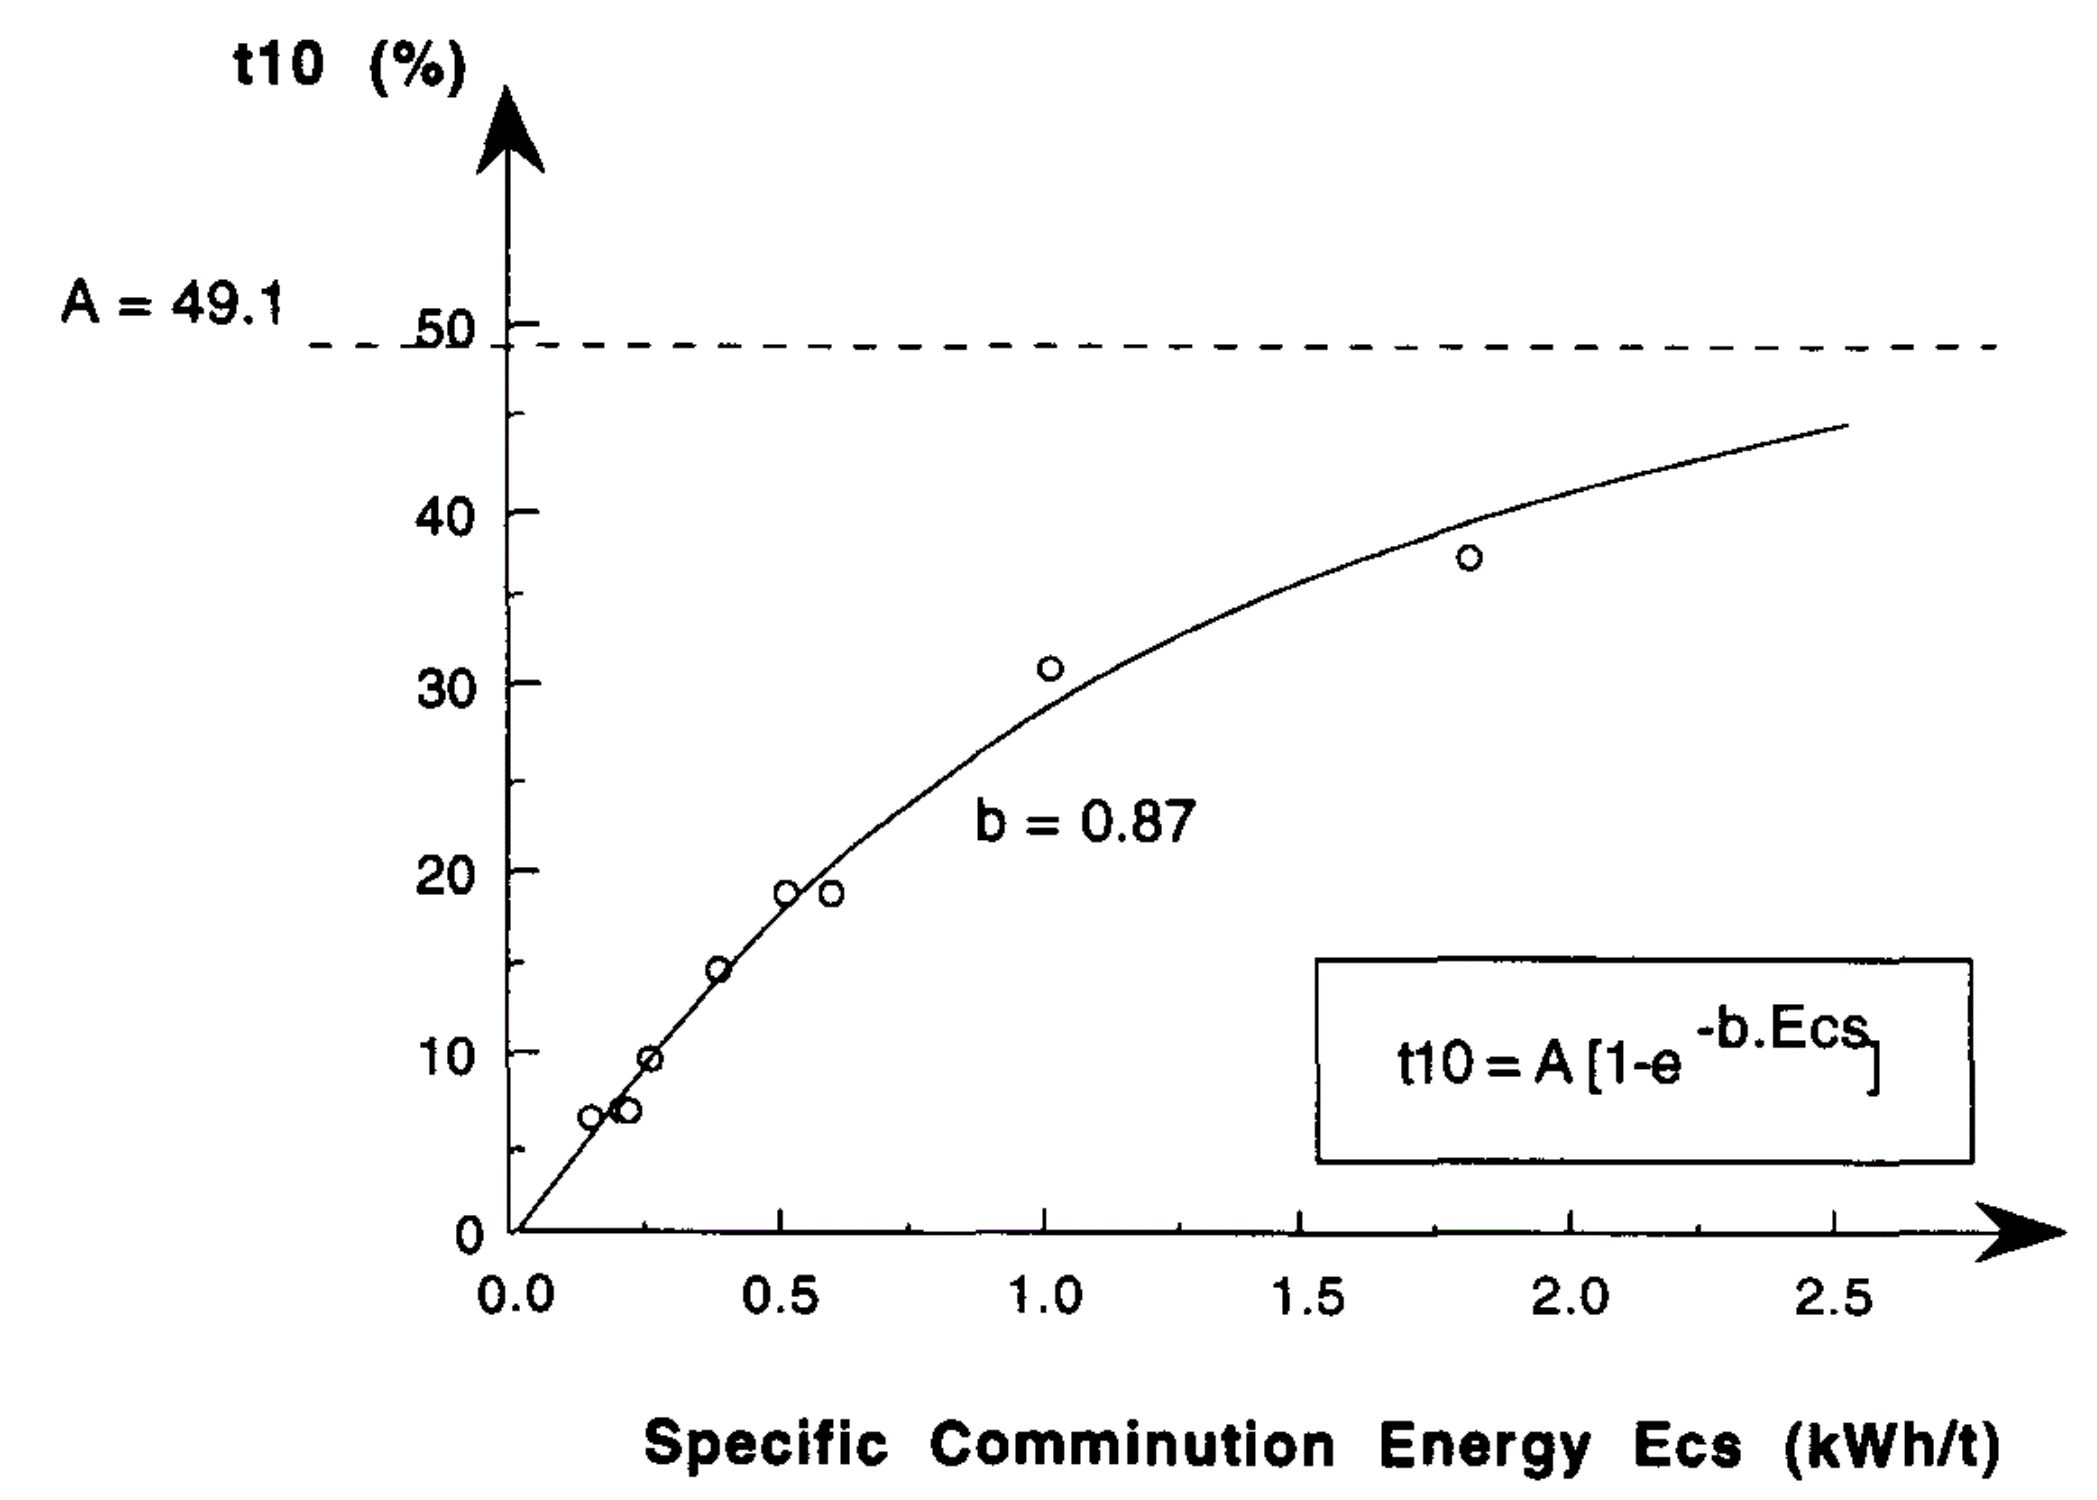 t10 (%)
A = 49.1
50
40
30
b = 0.87
20
10
t10 = A [1-e -b.Ecs]
0
0.0 0.5 1.0 1.5 2.0 2.5
Specific Comminution Energy Ecs (kWh/t)